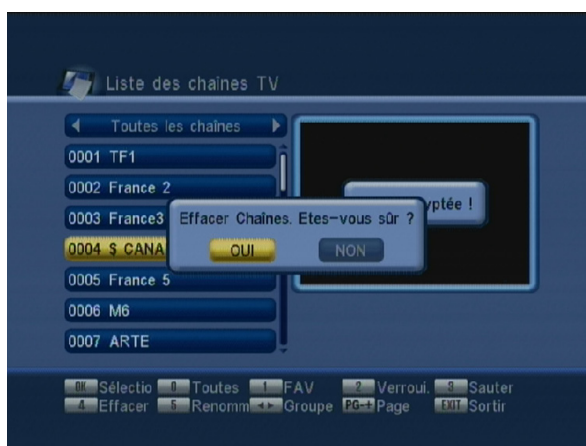 Liste des chaînes TV
Toutes les chaînes
0001 TF1
0002 France 2
0003 France3
0004 $ CANA
0005 France 5
0006 M6
0007 ARTE
yptée !
Effacer Chaînes. Etes-vous sûr ?
OUI NON
OK Sélectio 0 Toutes 1 FAV 2 Verroui. 3 Sauter
4 Effacer 5 Renomm ◄► Groupe PG-+ Page EXIT Sortir